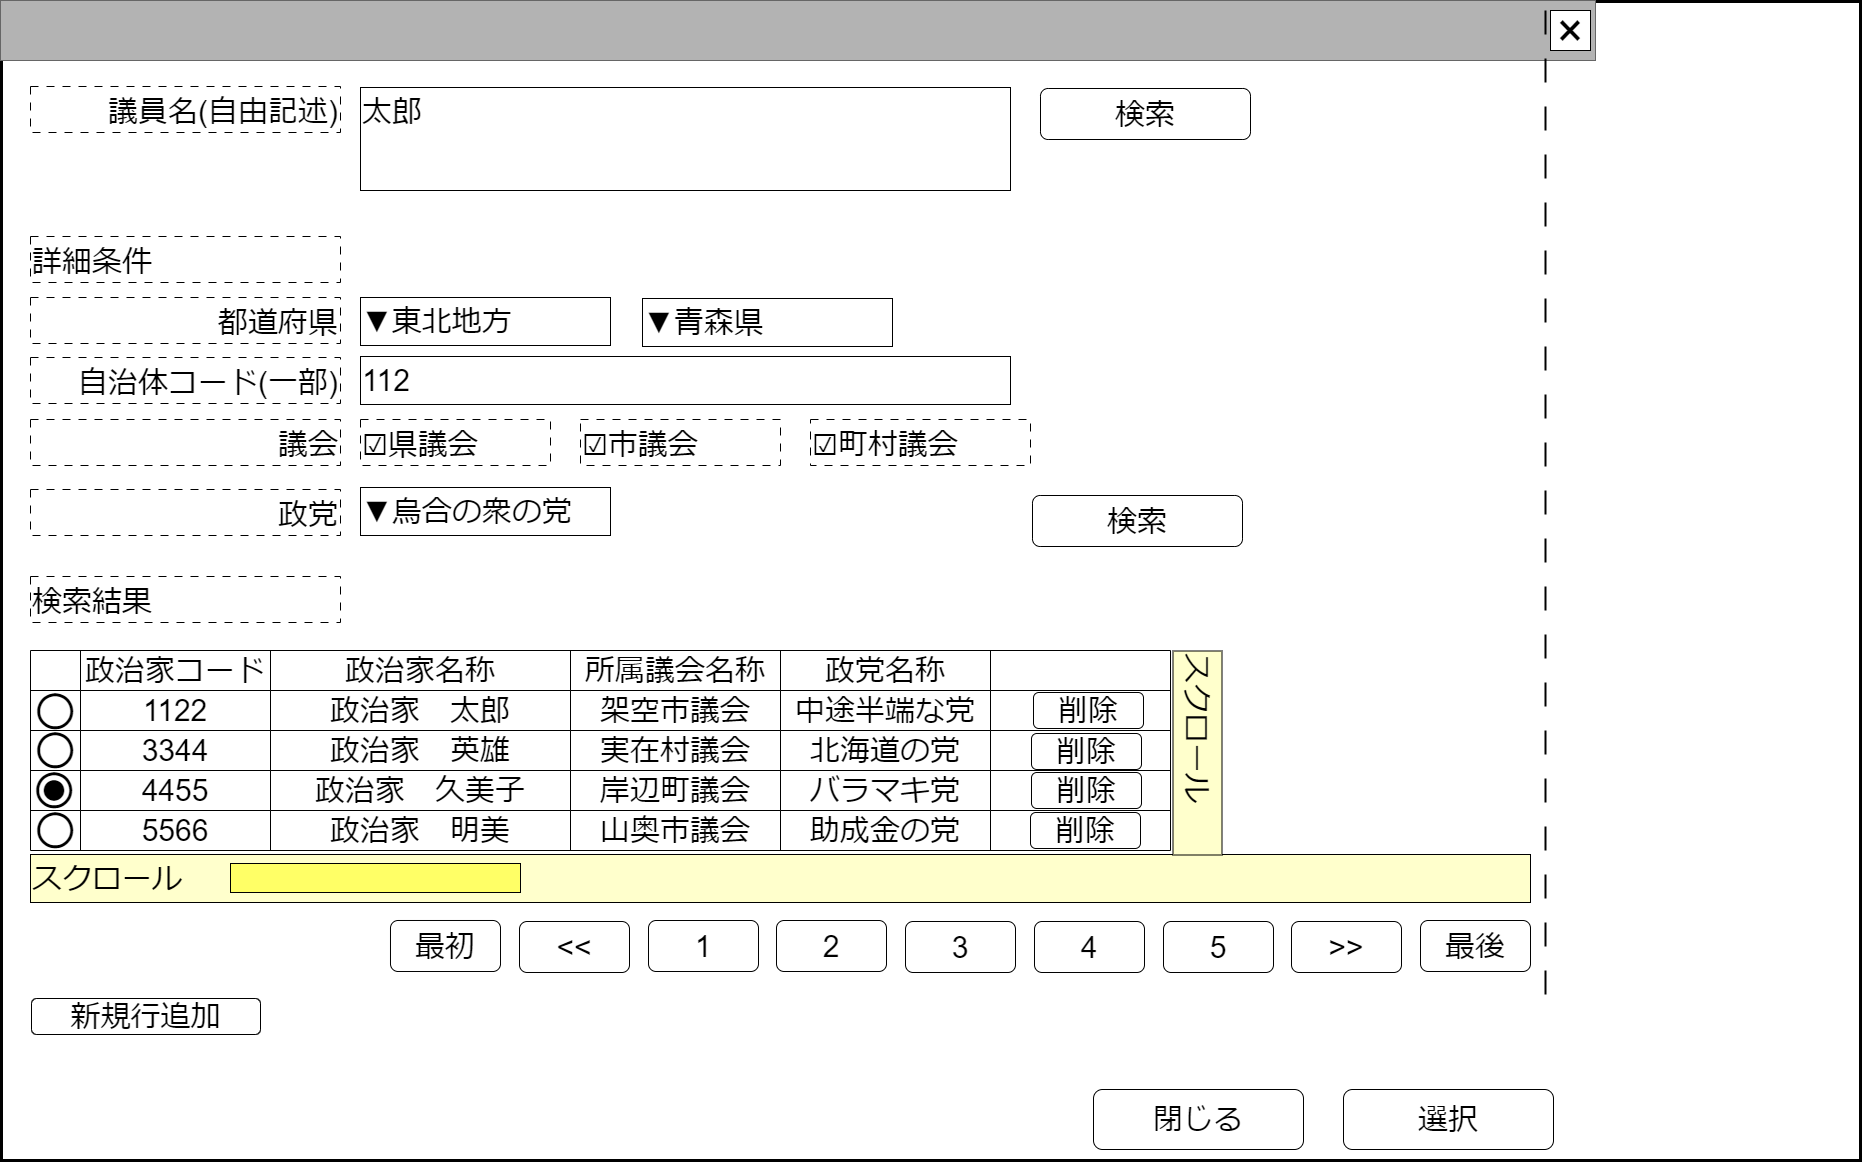 ×
議員名(自由記述) 太郎 検索
詳細条件
都道府県 ▼東北地方 ▼青森県
自治体コード(一部) 112
議会 ☑県議会 ☑市議会 ☑町村議会
政党 ▼烏合の衆の党 検索
検索結果
政治家コード 政治家名称 所属議会名称 政党名称
1122 政治家　太郎 架空市議会 中途半端な党 削除
3344 政治家　英雄 実在村議会 北海道の党 削除
4455 政治家　久美子 岸辺町議会 バラマキ党 削除
5566 政治家　明美 山奥市議会 助成金の党 削除
スクロール
スクロール
最初 << 1 2 3 4 5 >> 最後
新規行追加
閉じる 選択